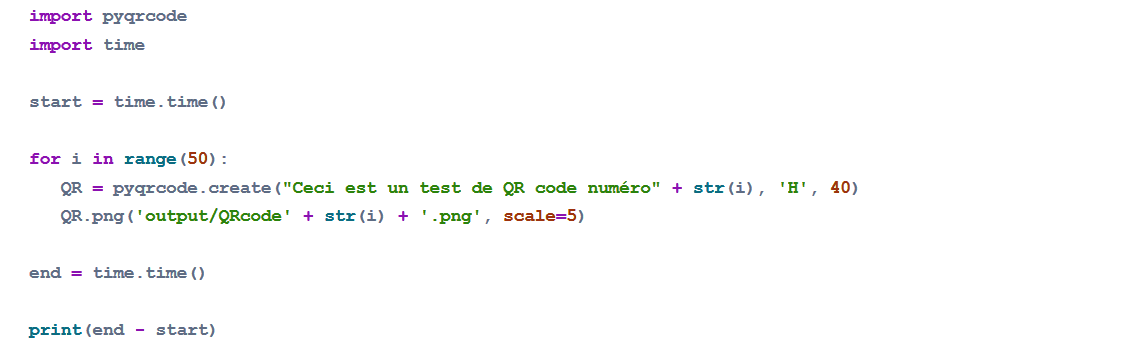 import pyqrcode
import time
start = time.time()
for i in range(50):
QR = pyqrcode.create("Ceci est un test de QR code numéro" + str(i), 'H', 40)
QR.png('output/QRcode' + str(i) + '.png', scale=5)
end = time.time()
print(end - start)